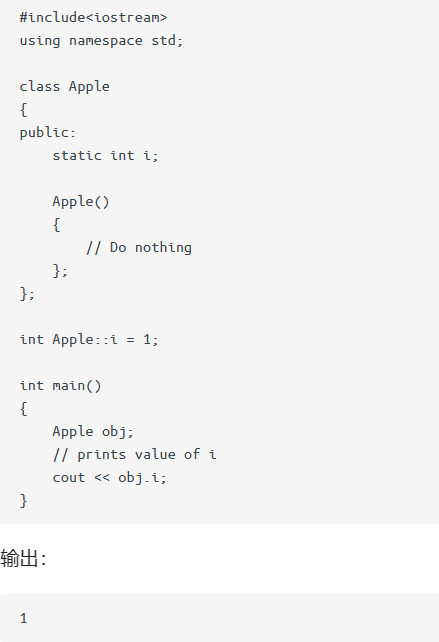 #include<iostream>
using namespace std;

class Apple
{
public:
    static int i;

    Apple()
    {
        // Do nothing
    };
};

int Apple::i = 1;

int main()
{
    Apple obj;
    // prints value of i
    cout << obj.i;
}
输出：
1